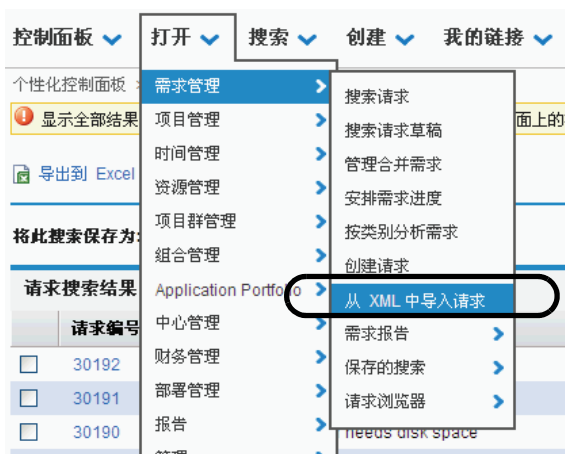 控制面板 打开 搜索 创建 我的链接
个性化控制面板 >
显示全部结果 面上的
导出到 Excel
将此搜索保存为:
请求搜索结果
请求编号
30192
30191
30190 needs disk space
需求管理
项目管理
时间管理
资源管理
项目群管理
组合管理
Application Portfolio
中心管理
财务管理
部署管理
报告
管理
搜索请求
搜索请求草稿
管理合并需求
安排需求进度
按类别分析需求
创建请求
从 XML 中导入请求
需求报告
保存的搜索
请求浏览器